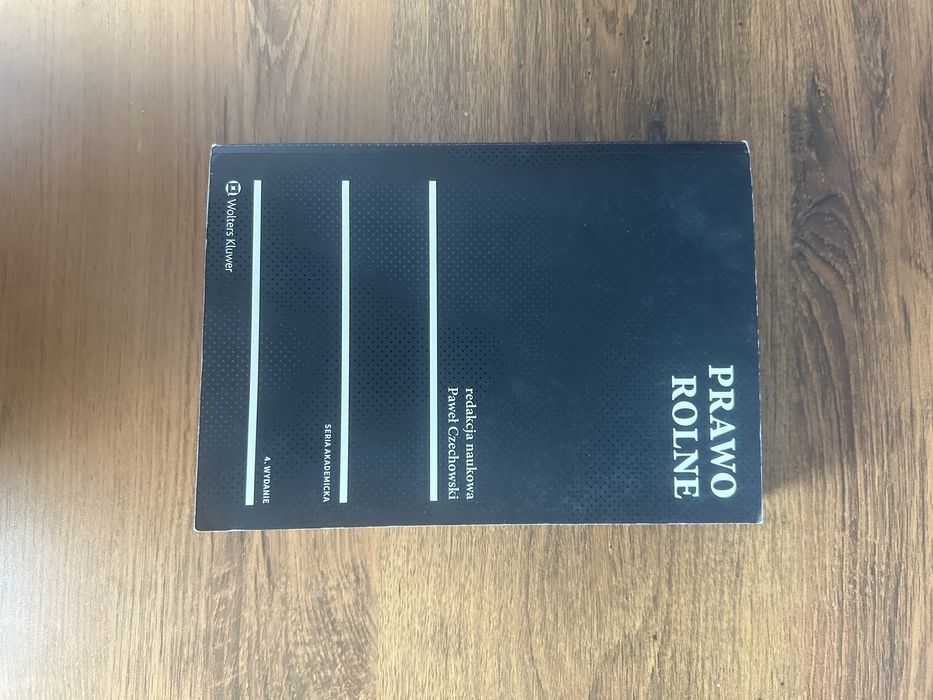 PRAWO
ROLNE
redakcja naukowa
Paweł Czechowski
SERIA AKADEMICKA
4. WYDANIE
Wolters Kluwer